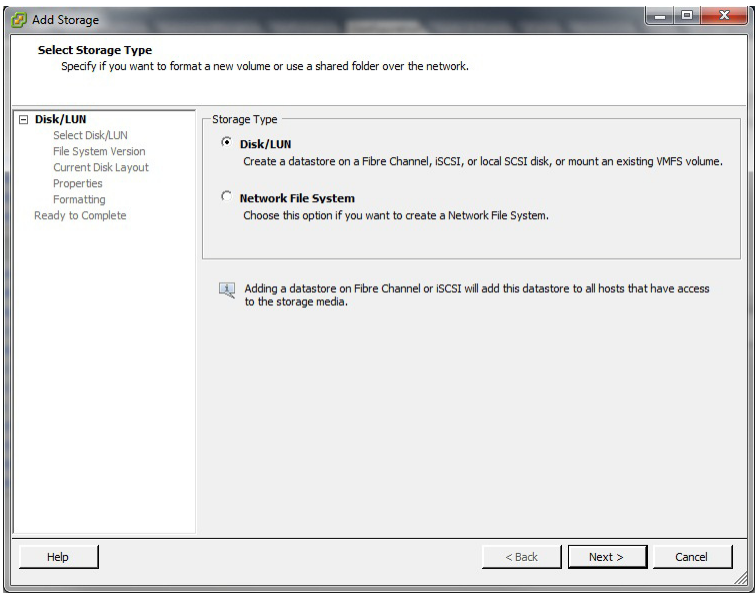 Add Storage
Select Storage Type
Specify if you want to format a new volume or use a shared folder over the network.
Disk/LUN
Select Disk/LUN
File System Version
Current Disk Layout
Properties
Formatting
Ready to Complete
Storage Type
Disk/LUN
Create a datastore on a Fibre Channel, iSCSI, or local SCSI disk, or mount an existing VMFS volume.
Network File System
Choose this option if you want to create a Network File System.
Adding a datastore on Fibre Channel or iSCSI will add this datastore to all hosts that have access
to the storage media.
Help
< Back
Next >
Cancel